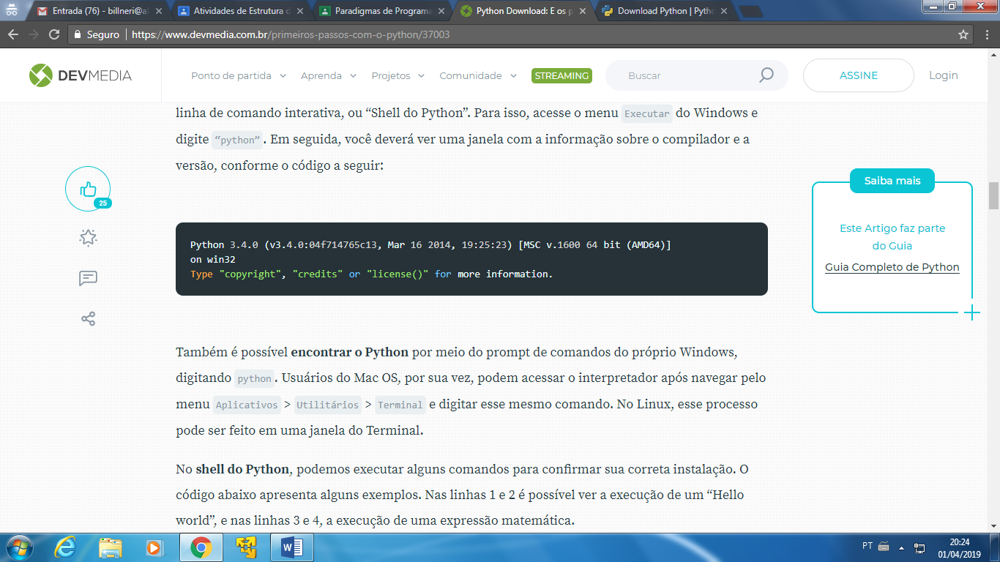 Entrada (76) - billneri@al
Atividades de Estrutura d
Paradigmas de Programa
Python Download: E os p
Download Python | Pytho
Seguro
https://www.devmedia.com.br/primeiros-passos-com-o-python/37003
DEVMEDIA
Ponto de partida
Aprenda
Projetos
Comunidade
STREAMING
Buscar
ASSINE
Login
linha de comando interativa, ou “Shell do Python”. Para isso, acesse o menu Executar do Windows e
digite “python”. Em seguida, você deverá ver uma janela com a informação sobre o compilador e a
versão, conforme o código a seguir:
25
Python 3.4.0 (v3.4.0:04f714765c13, Mar 16 2014, 19:25:23) [MSC v.1600 64 bit (AMD64)]
on win32
Type "copyright", "credits" or "license()" for more information.
Saiba mais
Este Artigo faz parte
do Guia
Guia Completo de Python
Também é possível encontrar o Python por meio do prompt de comandos do próprio Windows,
digitando python. Usuários do Mac OS, por sua vez, podem acessar o interpretador após navegar pelo
menu Aplicativos > Utilitários > Terminal e digitar esse mesmo comando. No Linux, esse processo
pode ser feito em uma janela do Terminal.
No shell do Python, podemos executar alguns comandos para confirmar sua correta instalação. O
código abaixo apresenta alguns exemplos. Nas linhas 1 e 2 é possível ver a execução de um “Hello
world”, e nas linhas 3 e 4, a execução de uma expressão matemática.
PT
20:24
01/04/2019